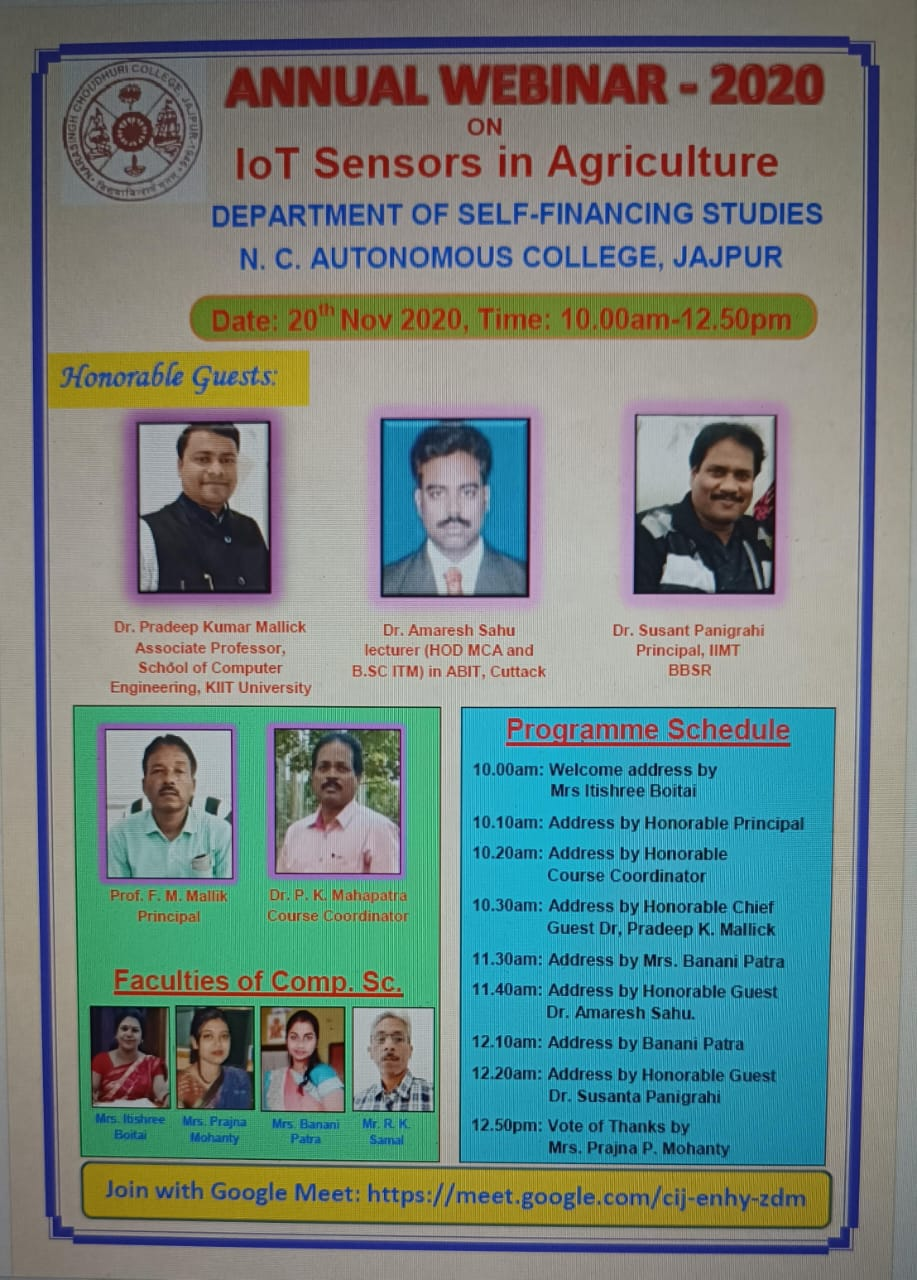 NARASINGH CHOUDHURI COLLEGE, JAJPUR-1946
ANNUAL WEBINAR - 2020
ON
IoT Sensors in Agriculture
DEPARTMENT OF SELF-FINANCING STUDIES
N. C. AUTONOMOUS COLLEGE, JAJPUR
Date: 20th Nov 2020, Time: 10.00am-12.50pm
Honorable Guests:
Dr. Pradeep Kumar Mallick
Associate Professor,
School of Computer
Engineering, KIIT University
Dr. Amaresh Sahu
lecturer (HOD MCA and
B.SC ITM) in ABIT, Cuttack
Dr. Susant Panigrahi
Principal, IIMT
BBSR
Prof. F. M. Mallik
Principal
Dr. P. K. Mahapatra
Course Coordinator
Faculties of Comp. Sc.
Mrs. Itishree
Boitai
Mrs. Prajna
Mohanty
Mrs. Banani
Patra
Mr. R. K.
Samal
Programme Schedule
10.00am: Welcome address by
Mrs Itishree Boitai
10.10am: Address by Honorable Principal
10.20am: Address by Honorable
Course Coordinator
10.30am: Address by Honorable Chief
Guest Dr, Pradeep K. Mallick
11.30am: Address by Mrs. Banani Patra
11.40am: Address by Honorable Guest
Dr. Amaresh Sahu.
12.10am: Address by Banani Patra
12.20am: Address by Honorable Guest
Dr. Susanta Panigrahi
12.50pm: Vote of Thanks by
Mrs. Prajna P. Mohanty
Join with Google Meet: https://meet.google.com/cij-enhy-zdm